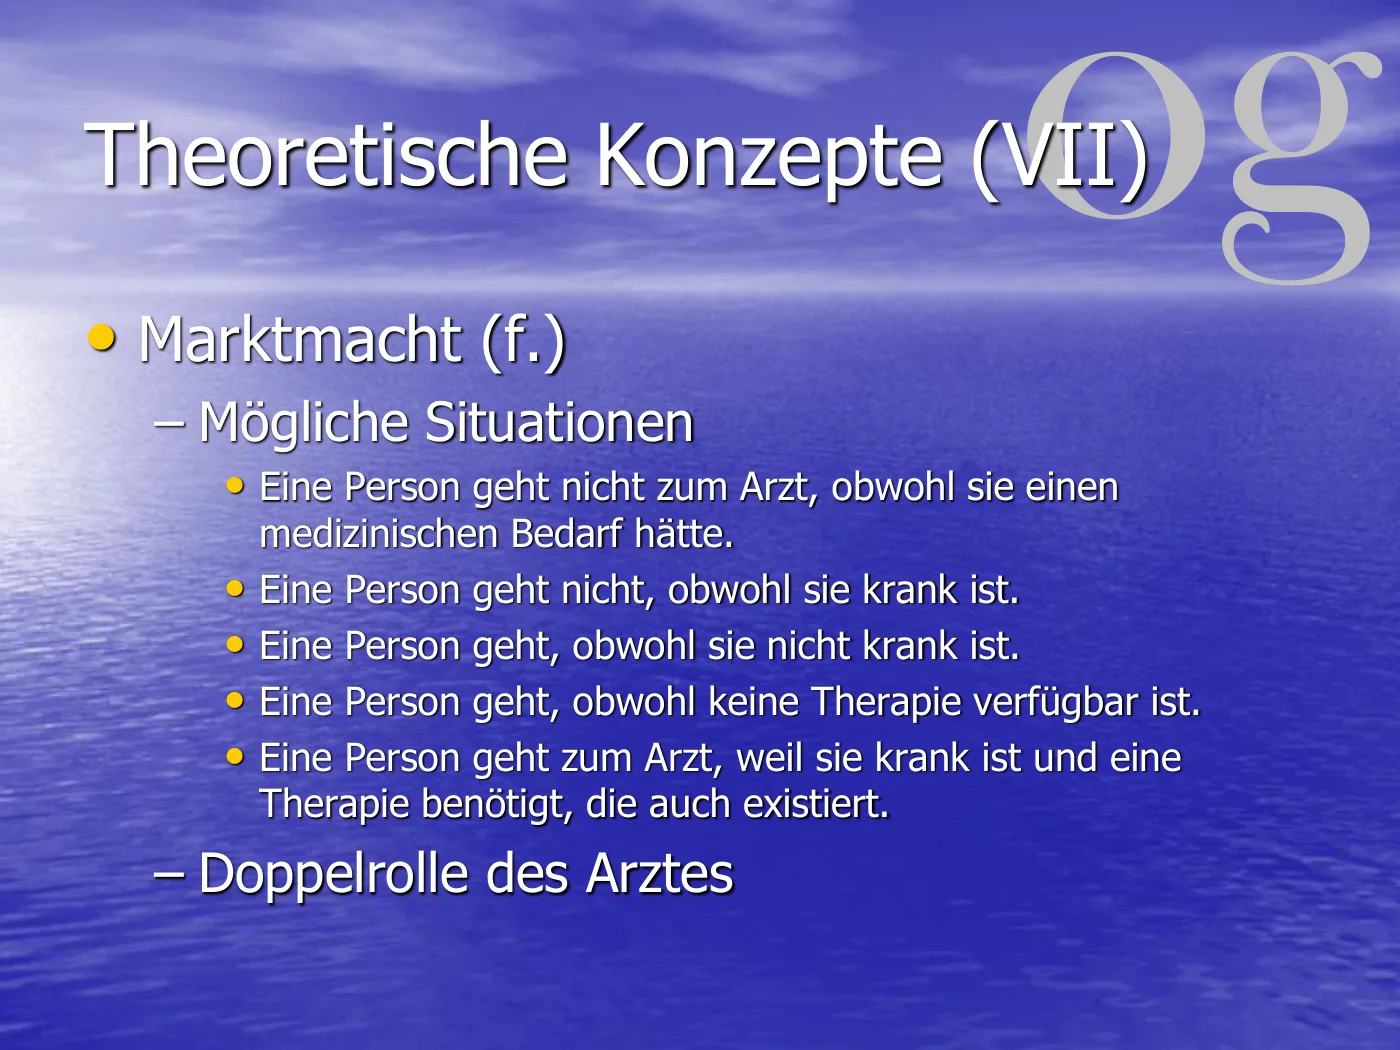 og
Theoretische Konzepte (VII)
• Marktmacht (f.)
– Mögliche Situationen
• Eine Person geht nicht zum Arzt, obwohl sie einen
medizinischen Bedarf hätte.
• Eine Person geht nicht, obwohl sie krank ist.
• Eine Person geht, obwohl sie nicht krank ist.
• Eine Person geht, obwohl keine Therapie verfügbar ist.
• Eine Person geht zum Arzt, weil sie krank ist und eine
Therapie benötigt, die auch existiert.
– Doppelrolle des Arztes